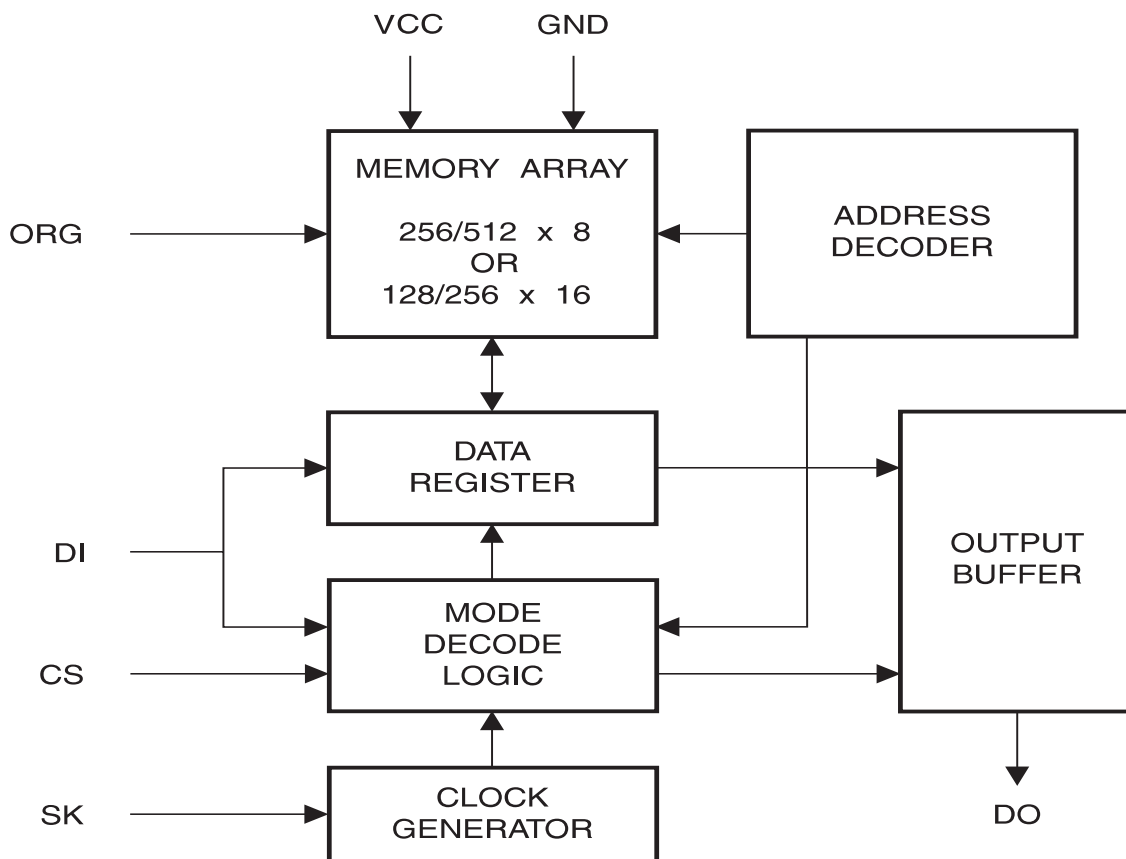 VCC
GND
MEMORY ARRAY
256/512 x 8
OR
128/256 x 16
ADDRESS
DECODER
ORG
DATA
REGISTER
DI
OUTPUT
BUFFER
MODE
DECODE
LOGIC
CS
CLOCK
GENERATOR
SK
DO